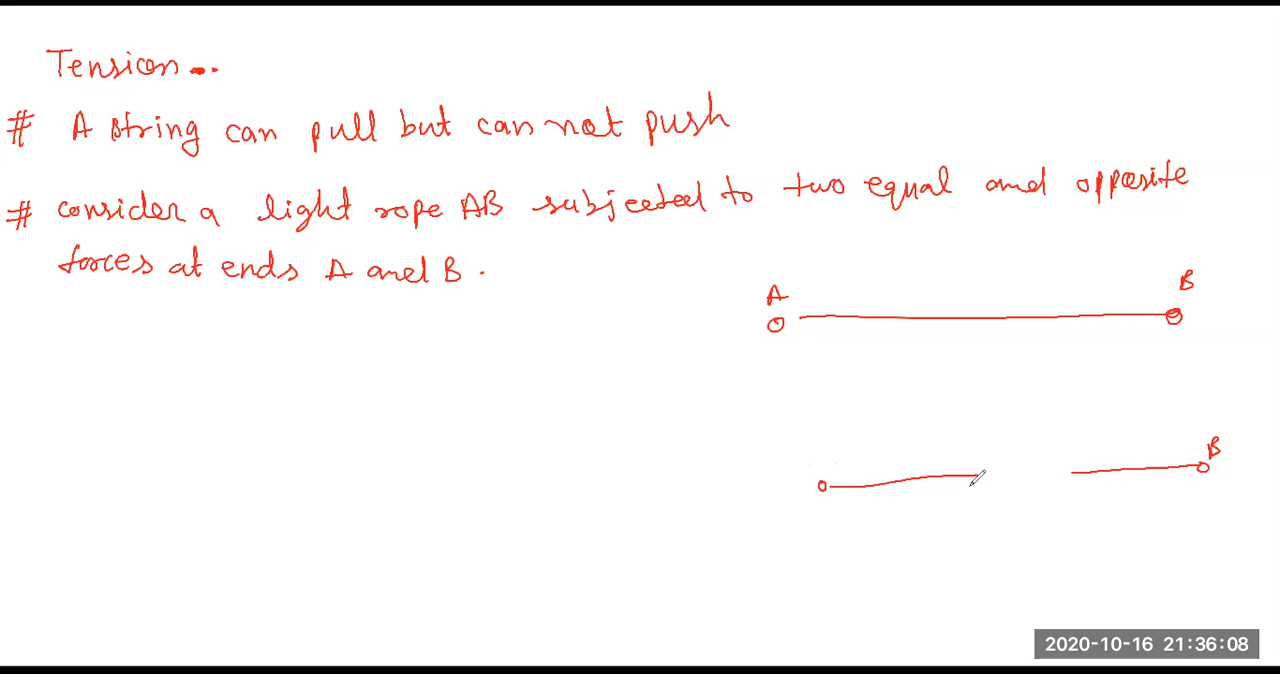 Tension...
# A string can pull but can not push
# consider a light rope AB subjected to two equal and opposite
forces at ends A and B.
A B
B
2020-10-16 21:36:08